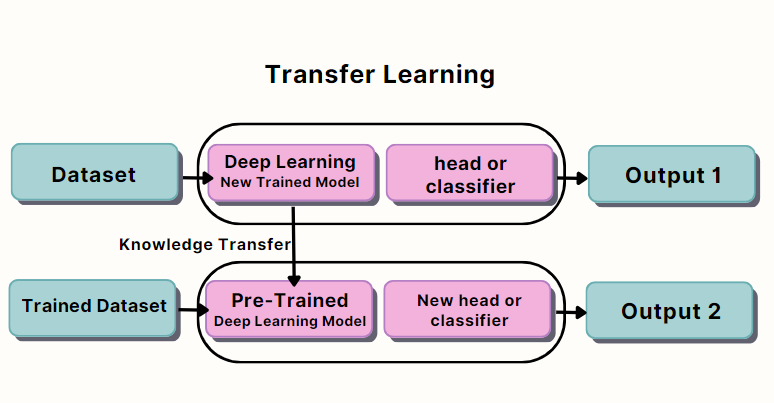 Transfer Learning
Dataset
Deep Learning
New Trained Model
head or
classifier
Output 1
Knowledge Transfer
Trained Dataset
Pre-Trained
Deep Learning Model
New head or
classifier
Output 2